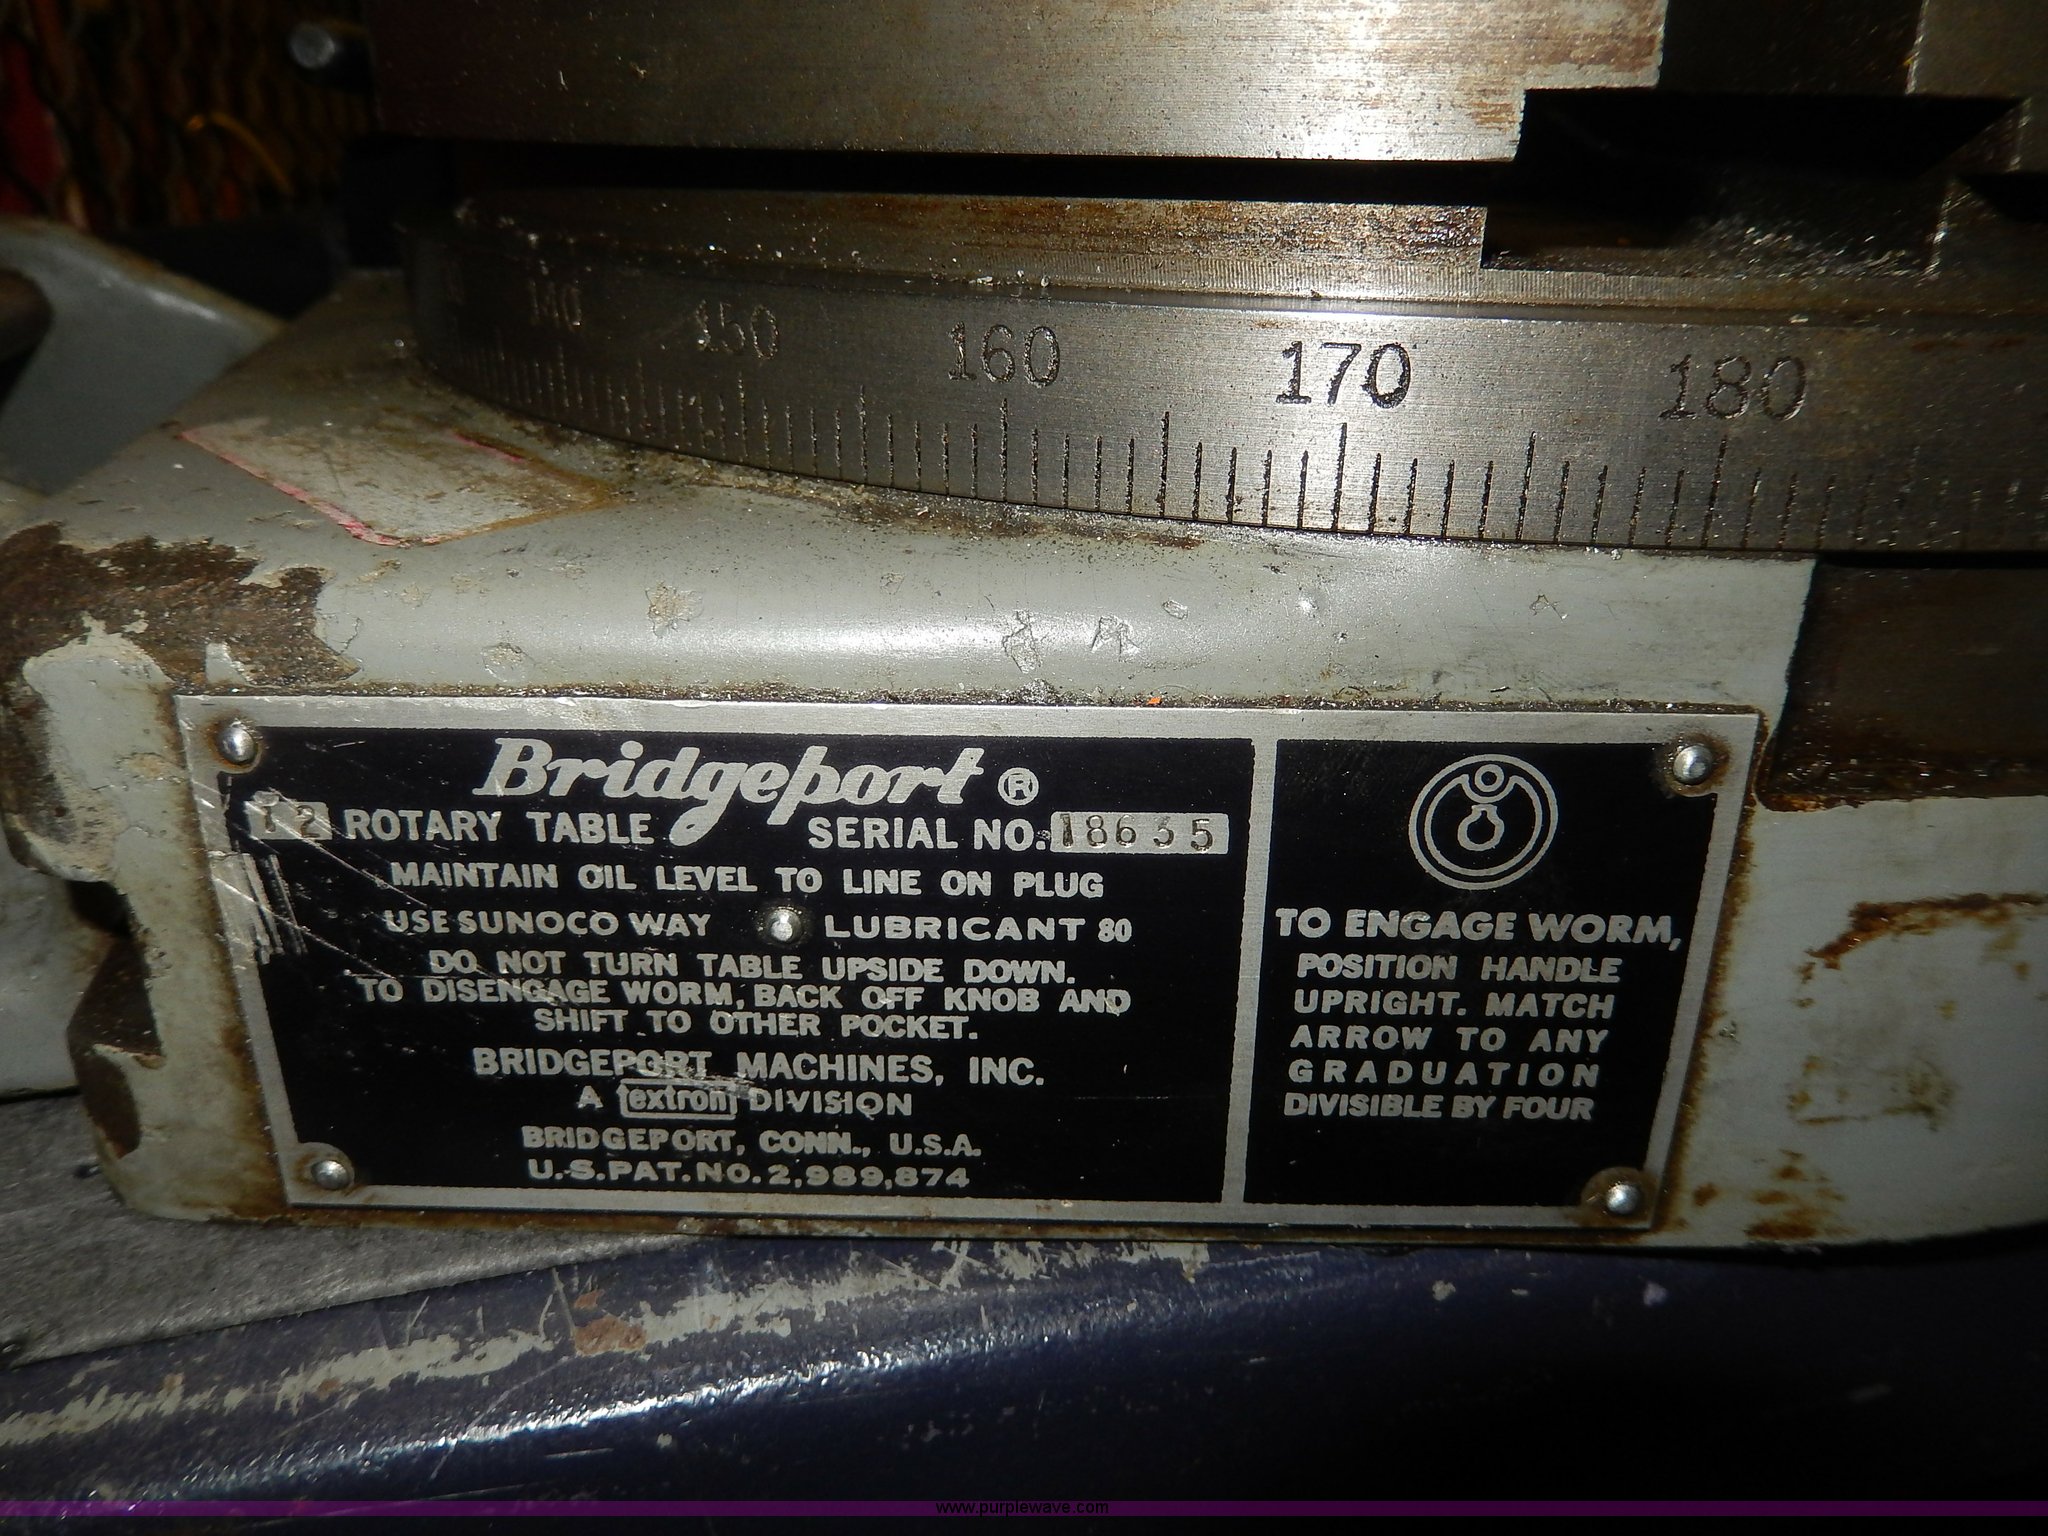 140 150 160 170 180
Bridgeport ®
12 ROTARY TABLE SERIAL NO. 18635
MAINTAIN OIL LEVEL TO LINE ON PLUG
USE SUNOCO WAY LUBRICANT 80
DO NOT TURN TABLE UPSIDE DOWN.
TO DISENGAGE WORM, BACK OFF KNOB AND
SHIFT TO OTHER POCKET.
BRIDGEPORT MACHINES, INC.
A textron DIVISION
BRIDGEPORT, CONN., U.S.A.
U.S.PAT.NO.2,989,874
TO ENGAGE WORM,
POSITION HANDLE
UPRIGHT. MATCH
ARROW TO ANY
GRADUATION
DIVISIBLE BY FOUR
www.purplewave.com